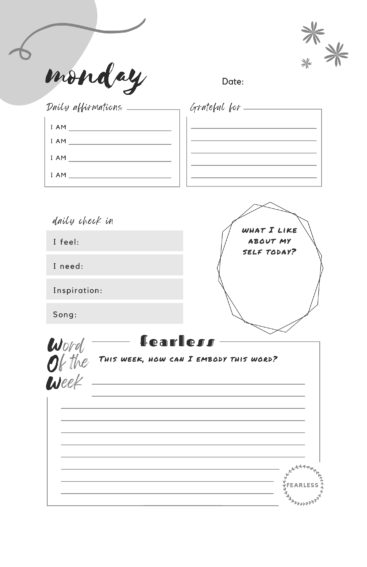 monday
Date:
Daily affirmations
Grateful for
I AM
I AM
I AM
I AM
daily check in
I feel:
I need:
Inspiration:
Song:
WHAT I LIKE
ABOUT MY
SELF TODAY?
Word
Of the
Week
fearless
THIS WEEK, HOW CAN I EMBODY THIS WORD?
FEARLESS